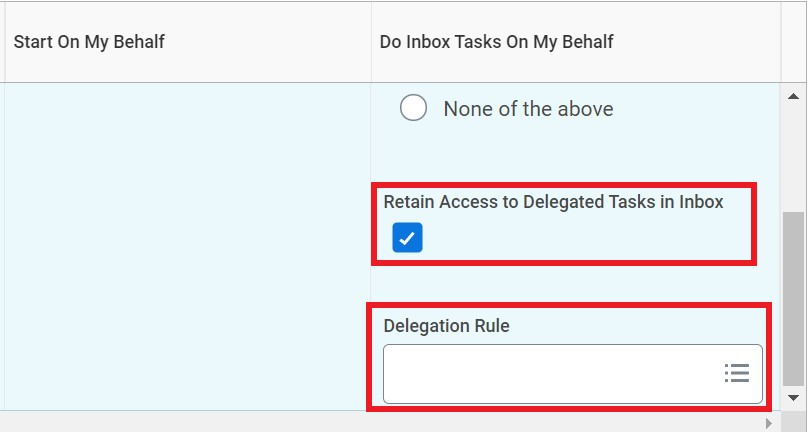 Start On My Behalf
Do Inbox Tasks On My Behalf
None of the above
Retain Access to Delegated Tasks in Inbox
Delegation Rule